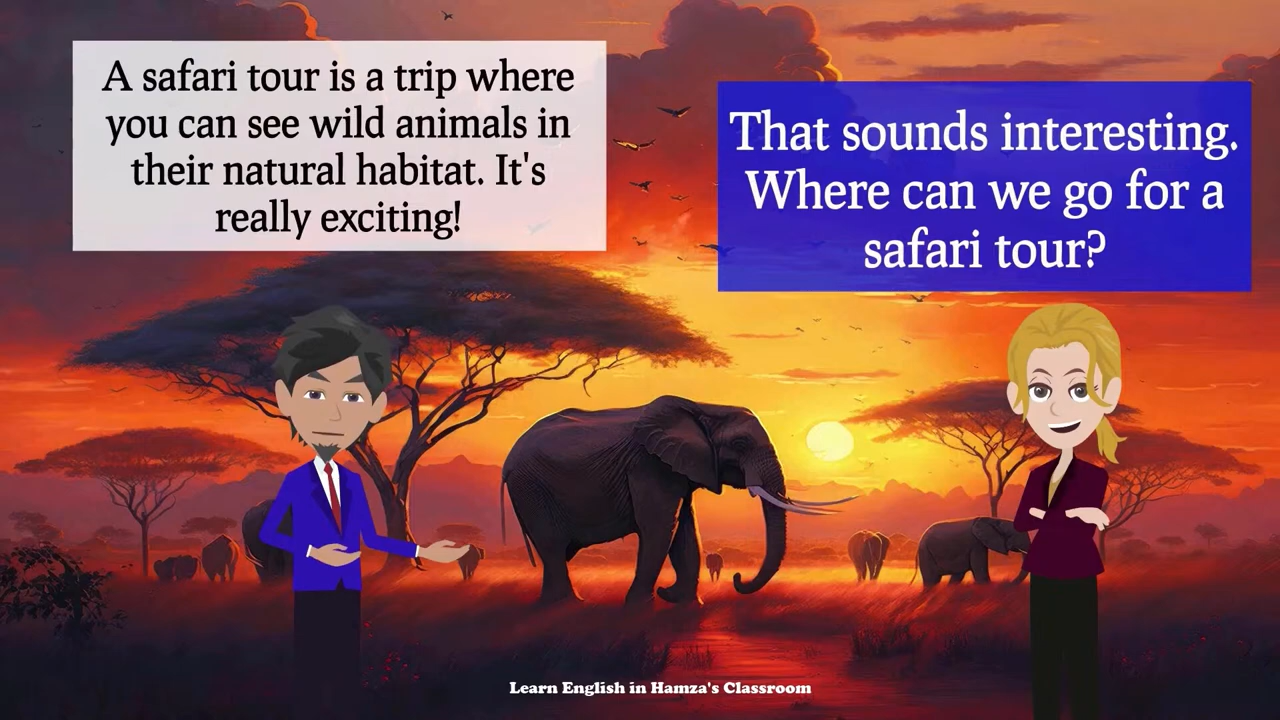 A safari tour is a trip where
you can see wild animals in
their natural habitat. It's
really exciting!
That sounds interesting.
Where can we go for a
safari tour?
Learn English in Hamza's Classroom